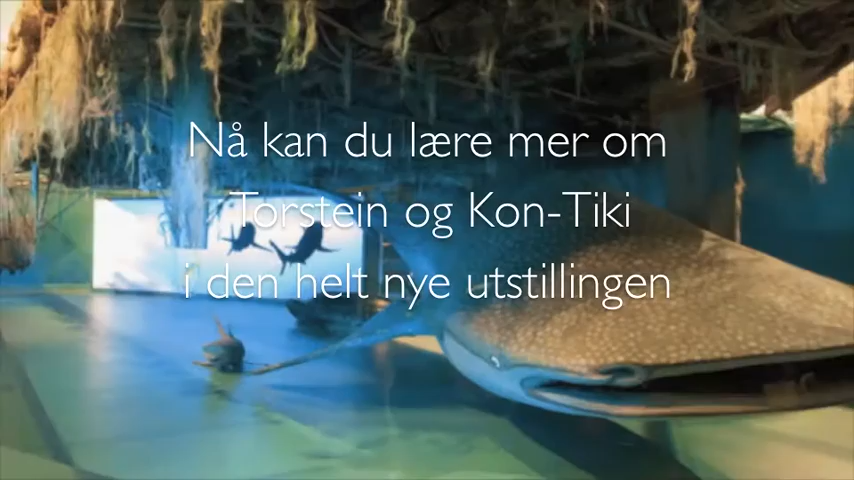 Nå kan du lære mer om
Torstein og Kon-Tiki
i den helt nye utstillingen